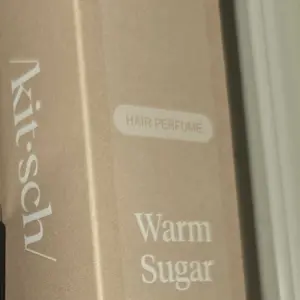 /kit·sch/
HAIR PERFUME
Warm
Sugar